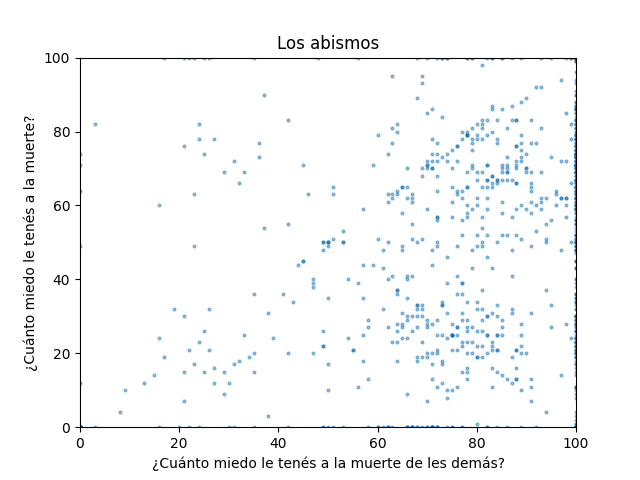 Los abismos
100
80
60
40
20
0
¿Cuánto miedo le tenés a la muerte?
0 20 40 60 80 100
¿Cuánto miedo le tenés a la muerte de les demás?